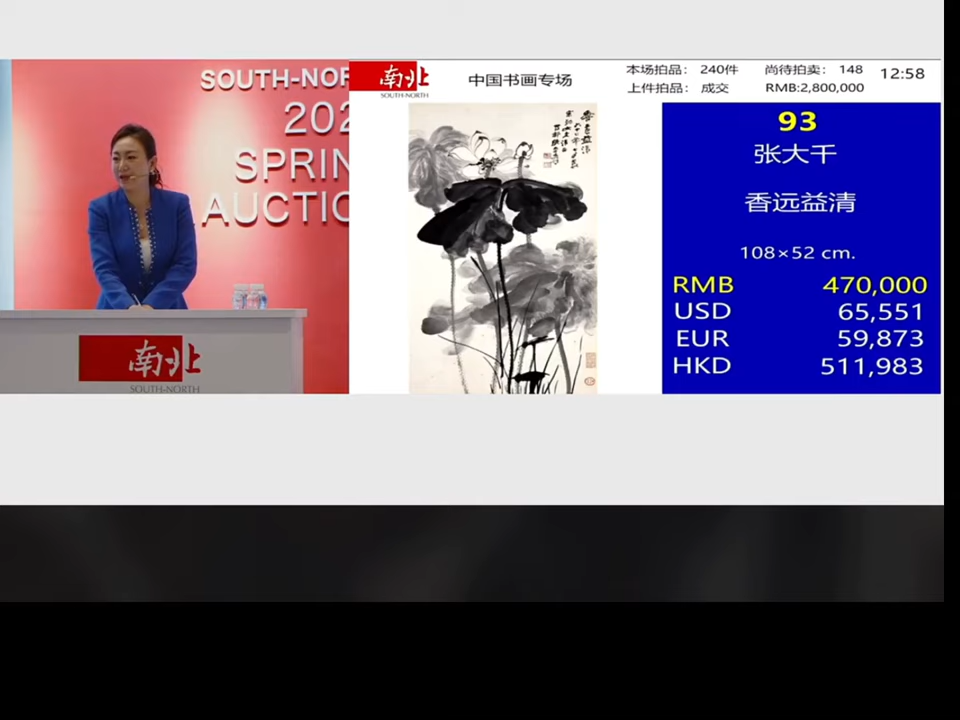 SOUTH-NOR
202
SPRIN
AUCTIO
南北
SOUTH-NORTH
南北
SOUTH-NORTH
中国书画专场
本场拍品： 240件 尚待拍卖： 148
上件拍品： 成交 RMB:2,800,000
12:58
93
张大千
香远益清
108×52 cm.
RMB 470,000
USD 65,551
EUR 59,873
HKD 511,983